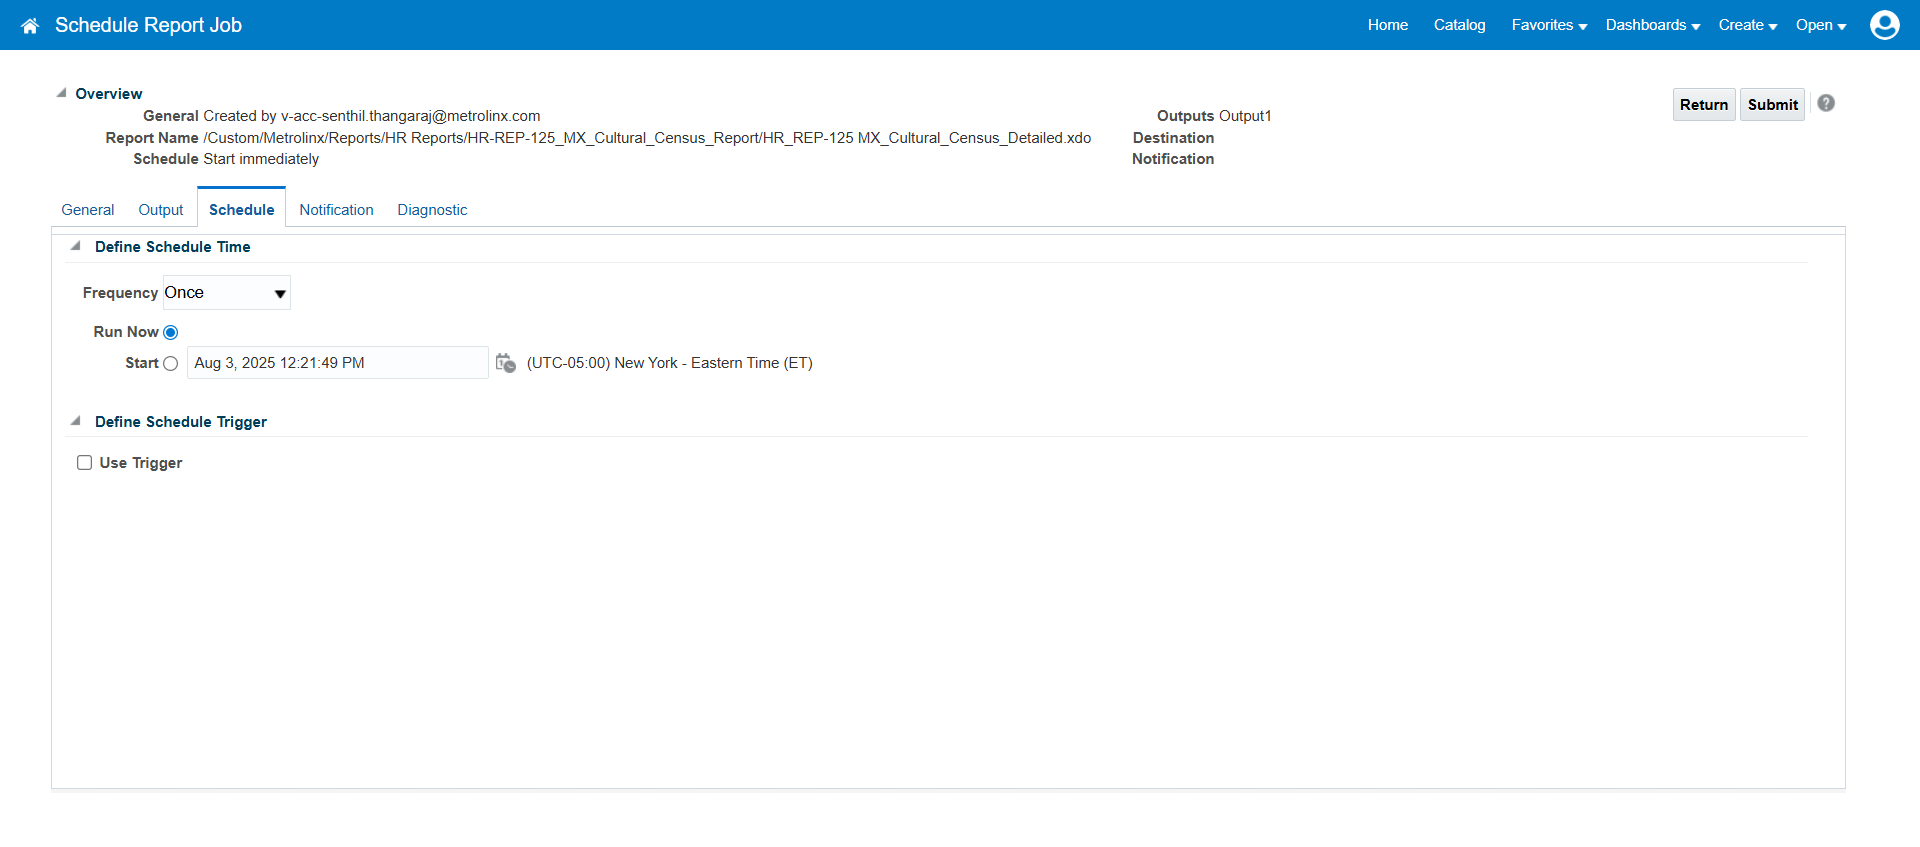 Schedule Report Job
Home Catalog Favorites Dashboards Create Open
Overview
Return Submit
General Created by v-acc-senthil.thangaraj@metrolinx.com
Outputs Output1
Report Name /Custom/Metrolinx/Reports/HR Reports/HR-REP-125_MX_Cultural_Census_Report/HR_REP-125 MX_Cultural_Census_Detailed.xdo
Destination
Schedule Start immediately
Notification
General Output Schedule Notification Diagnostic
Define Schedule Time
Frequency Once
Run Now
Start Aug 3, 2025 12:21:49 PM (UTC-05:00) New York - Eastern Time (ET)
Define Schedule Trigger
Use Trigger